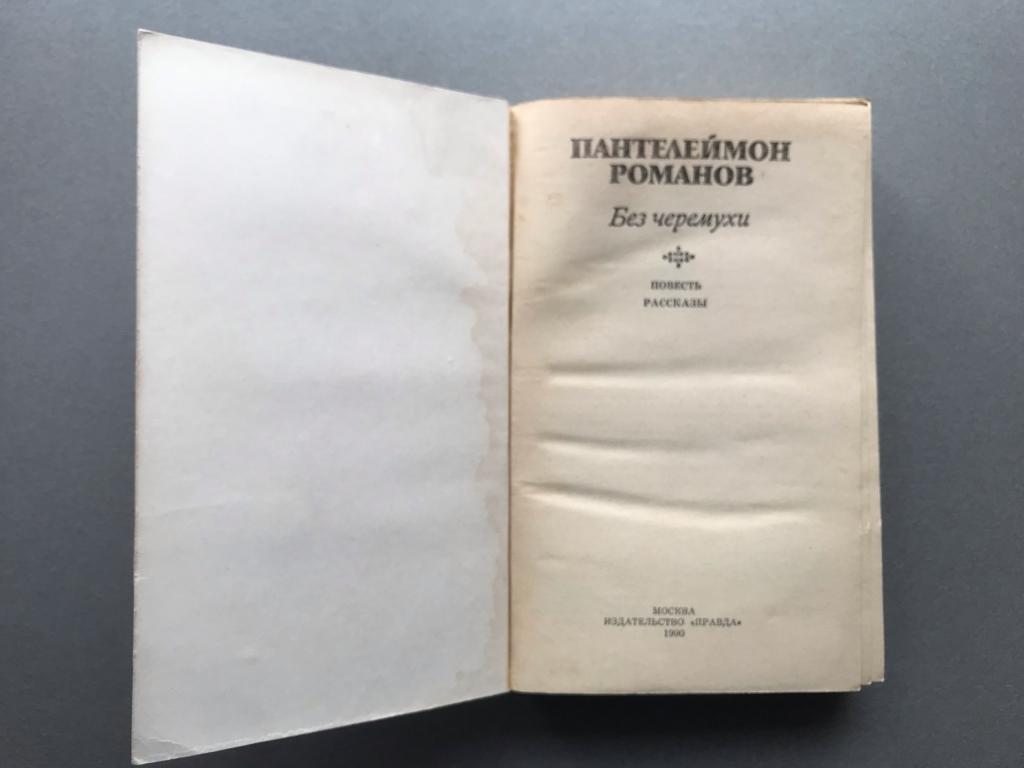 ПАНТЕЛЕЙМОН
РОМАНОВ
Без черемухи
ПОВЕСТЬ
РАССКАЗЫ
МОСКВА
ИЗДАТЕЛЬСТВО «ПРАВДА»
1990